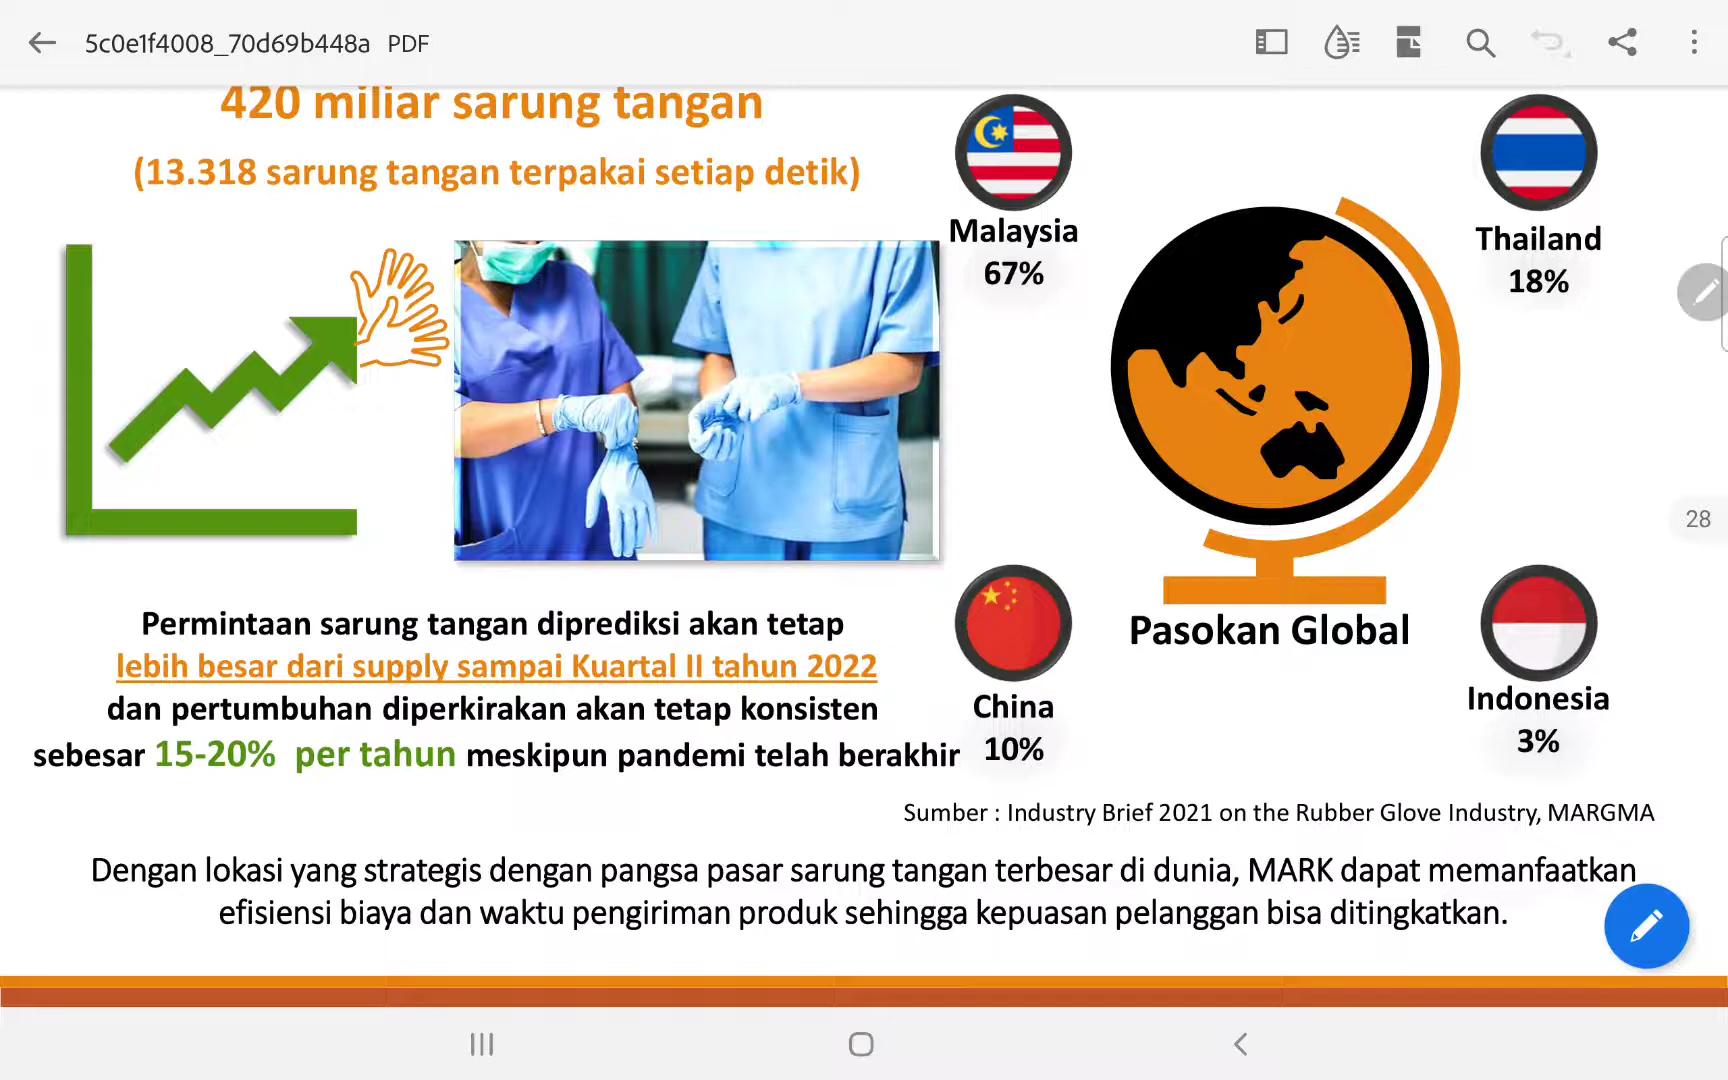 5c0e1f4008_70d69b448a PDF
420 miliar sarung tangan
(13.318 sarung tangan terpakai setiap detik)
Malaysia
67%
Thailand
18%
28
Permintaan sarung tangan diprediksi akan tetap
lebih besar dari supply sampai Kuartal II tahun 2022
dan pertumbuhan diperkirakan akan tetap konsisten
sebesar 15-20% per tahun meskipun pandemi telah berakhir
China
10%
Pasokan Global
Indonesia
3%
Sumber : Industry Brief 2021 on the Rubber Glove Industry, MARGMA
Dengan lokasi yang strategis dengan pangsa pasar sarung tangan terbesar di dunia, MARK dapat memanfaatkan
efisiensi biaya dan waktu pengiriman produk sehingga kepuasan pelanggan bisa ditingkatkan.